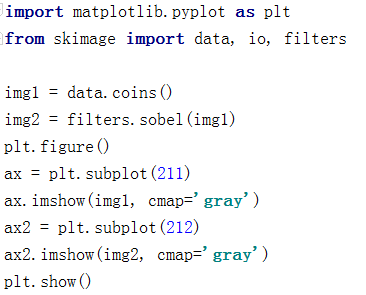 import matplotlib.pyplot as plt
from skimage import data, io, filters
img1 = data.coins()
img2 = filters.sobel(img1)
plt.figure()
ax = plt.subplot(211)
ax.imshow(img1, cmap='gray')
ax2 = plt.subplot(212)
ax2.imshow(img2, cmap='gray')
plt.show()